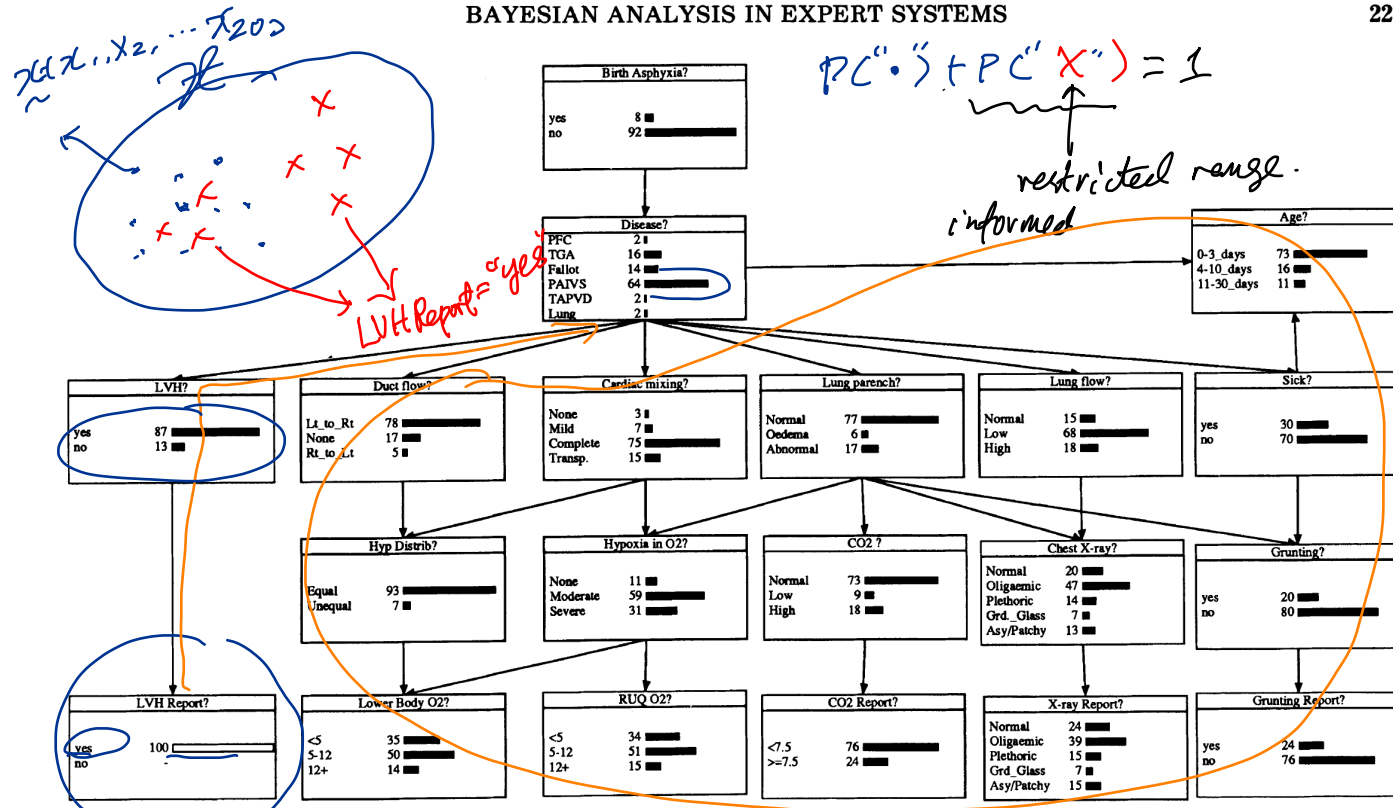 BAYESIAN ANALYSIS IN EXPERT SYSTEMS 22
P("·") + P("X") = 1
restricted range.
informed
LVH Report = "yes"
Birth Asphyxia?
yes 8
no 92
Disease?
PFC 2
TGA 16
Fallot 14
PAIVS 64
TAPVD 2
Lung 2
Age?
0-3_days 73
4-10_days 16
11-30_days 11
LVH?
yes 87
no 13
Duct flow?
Lt_to_Rt 78
None 17
Rt_to_Lt 5
Cardiac mixing?
None 3
Mild 7
Complete 75
Transp. 15
Lung parench?
Normal 77
Oedema 6
Abnormal 17
Lung flow?
Normal 15
Low 68
High 18
Sick?
yes 30
no 70
Hyp Distrib?
Equal 93
Unequal 7
Hypoxia in O2?
None 11
Moderate 59
Severe 31
CO2 ?
Normal 73
Low 9
High 18
Chest X-ray?
Normal 20
Oligaemic 47
Plethoric 14
Grd._Glass 7
Asy/Patchy 13
Grunting?
yes 20
no 80
LVH Report?
yes 100
no
Lower Body O2?
<5 35
5-12 50
12+ 14
RUQ O2?
<5 34
5-12 51
12+ 15
CO2 Report?
<7.5 76
>=7.5 24
X-ray Report?
Normal 24
Oligaemic 39
Plethoric 15
Grd_Glass 7
Asy/Patchy 15
Grunting Report?
yes 24
no 76